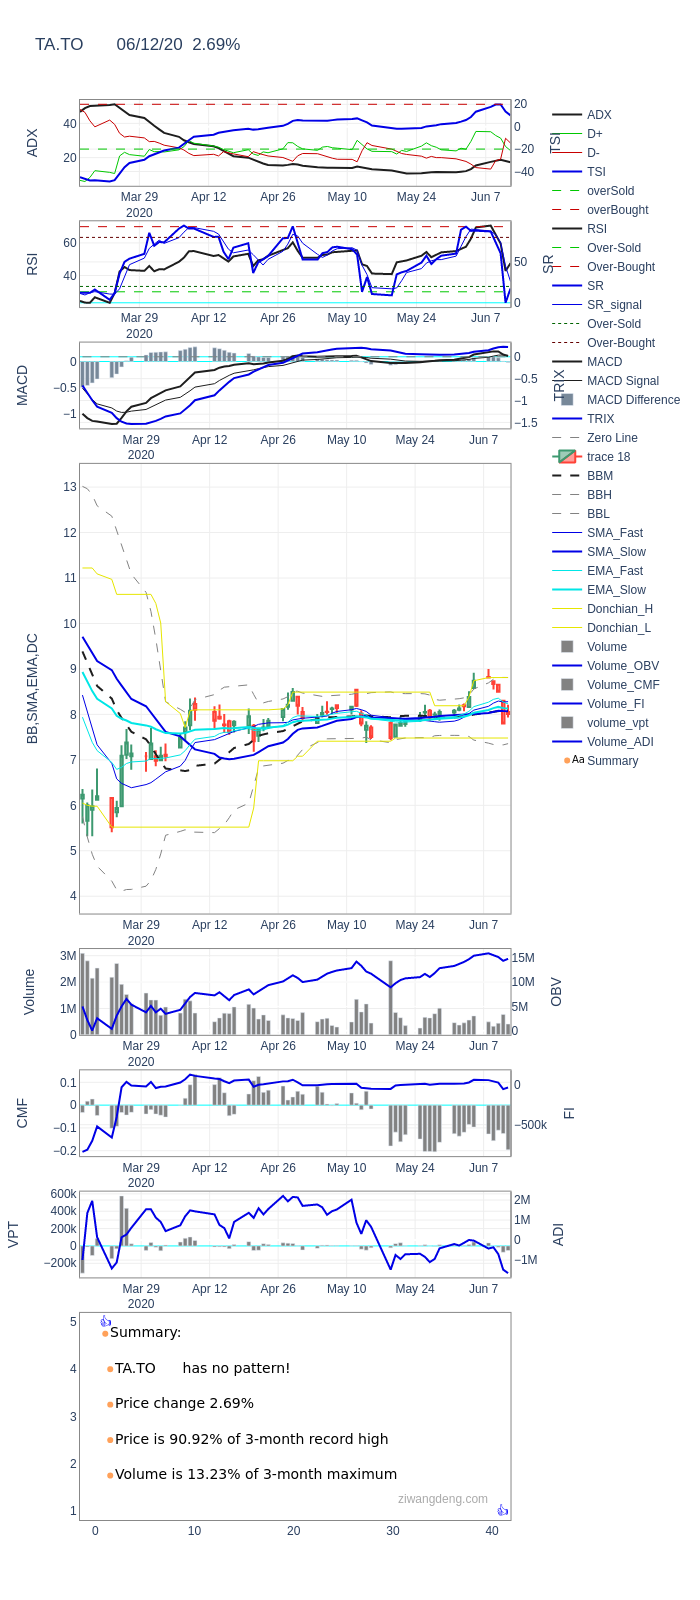 TA.TO 06/12/20 2.69%
ADX
40
20
20
0
−20
−40
TSI
Mar 29 Apr 12 Apr 26 May 10 May 24 Jun 7
2020
RSI
60
40
50
0
SR
Mar 29 Apr 12 Apr 26 May 10 May 24 Jun 7
2020
MACD
0
−0.5
−1
0
−0.5
−1
−1.5
TRIX
Mar 29 Apr 12 Apr 26 May 10 May 24 Jun 7
2020
BB,SMA,EMA,DC
13
12
11
10
9
8
7
6
5
4
Mar 29 Apr 12 Apr 26 May 10 May 24 Jun 7
2020
Volume
3M
2M
1M
0
15M
10M
5M
0
OBV
Mar 29 Apr 12 Apr 26 May 10 May 24 Jun 7
2020
CMF
0.1
0
−0.1
−0.2
0
−500k
FI
Mar 29 Apr 12 Apr 26 May 10 May 24 Jun 7
2020
VPT
600k
400k
200k
0
−200k
2M
1M
0
−1M
ADI
Mar 29 Apr 12 Apr 26 May 10 May 24 Jun 7
2020
5
4
3
2
1
Summary:
TA.TO has no pattern!
Price change 2.69%
Price is 90.92% of 3-month record high
Volume is 13.23% of 3-month maximum
ziwangdeng.com
0 10 20 30 40
ADX
D+
D-
TSI
overSold
overBought
RSI
Over-Sold
Over-Bought
SR
SR_signal
Over-Sold
Over-Bought
MACD
MACD Signal
MACD Difference
TRIX
Zero Line
trace 18
BBM
BBH
BBL
SMA_Fast
SMA_Slow
EMA_Fast
EMA_Slow
Donchian_H
Donchian_L
Volume
Volume_OBV
Volume_CMF
Volume_FI
volume_vpt
Volume_ADI
Aa Summary